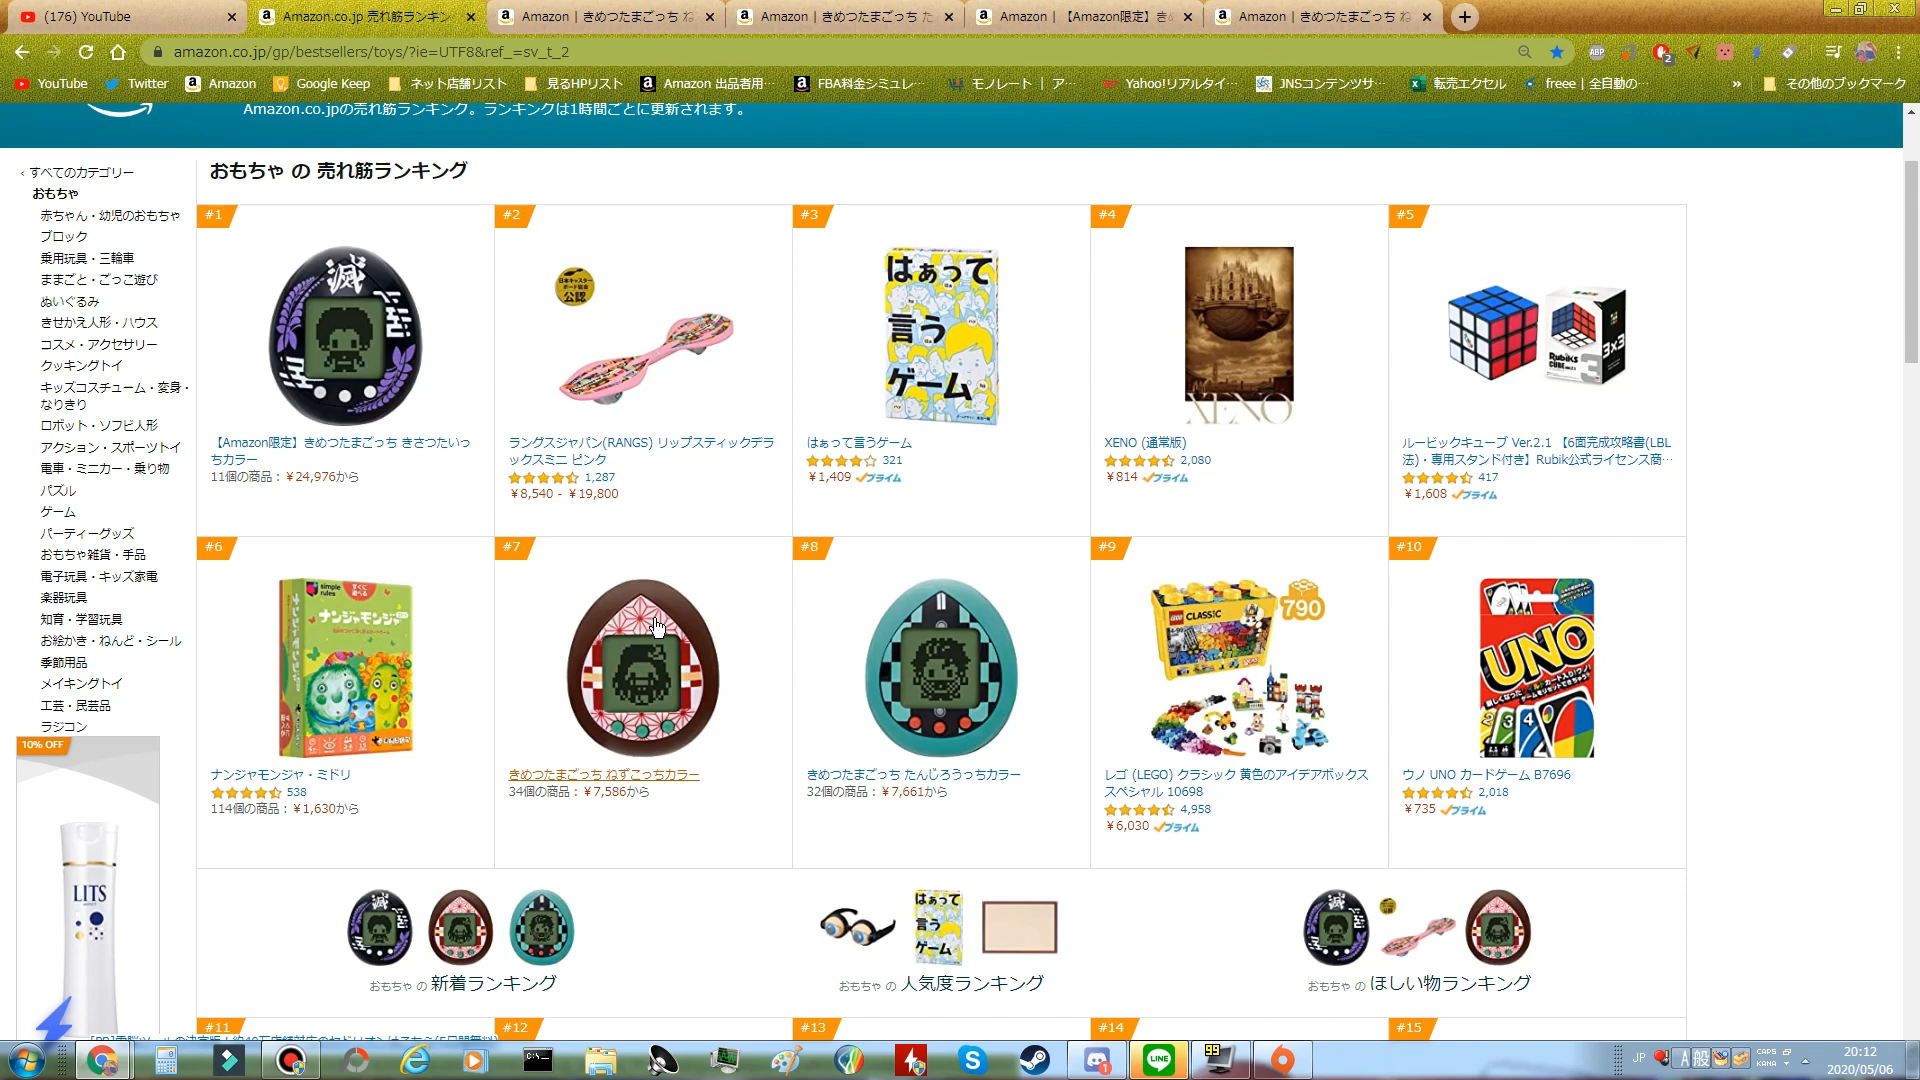 (176) YouTube
Amazon.co.jp 売れ筋ランキン
Amazon | きめつたまごっち ね
Amazon | きめつたまごっち た
Amazon | 【Amazon限定】き
Amazon | きめつたまごっち ね
amazon.co.jp/gp/bestsellers/toys/?ie=UTF8&ref_=sv_t_2
YouTube
Twitter
Amazon
Google Keep
ネット店舗リスト
見るHPリスト
Amazon 出品者用…
FBA料金シミュレ…
モノレート | ア…
Yahoo!リアルタイ…
JNSコンテンツサ…
転売エクセル
freee | 全自動の…
その他のブックマーク
Amazon.co.jpの売れ筋ランキング。ランキングは1時間ごとに更新されます。
‹ すべてのカテゴリー
おもちゃ
赤ちゃん・幼児のおもちゃ
ブロック
乗用玩具・三輪車
ままごと・ごっこ遊び
ぬいぐるみ
きせかえ人形・ハウス
コスメ・アクセサリー
クッキングトイ
キッズコスチューム・変身・
なりきり
ロボット・ソフビ人形
アクション・スポーツトイ
電車・ミニカー・乗り物
パズル
ゲーム
パーティーグッズ
おもちゃ雑貨・手品
電子玩具・キッズ家電
楽器玩具
知育・学習玩具
お絵かき・ねんど・シール
季節用品
メイキングトイ
工芸・民芸品
ラジコン
10% OFF
LITS
おもちゃ の 売れ筋ランキング
#1
滅
【Amazon限定】きめつたまごっち きさつたいっ
ちカラー
11個の商品：￥24,976から
#2
日本キャスター
ボード協会
公認
ラングスジャパン(RANGS) リップスティックデラ
ックスミニ ピンク
1,287
￥8,540 - ￥19,800
#3
はぁって
言う
ゲーム
はぁって言うゲーム
321
￥1,409 プライム
#4
XENO
XENO (通常版)
2,080
￥814 プライム
#5
Rubik's
CUBE
3x3
ルービックキューブ Ver.2.1 【6面完成攻略書(LBL
法)・専用スタンド付き】Rubik公式ライセンス商…
417
￥1,608 プライム
#6
simple
rules
ナンジャモンジャ
ナンジャモンジャ・ミドリ
538
114個の商品：￥1,630から
#7
きめつたまごっち ねずこっちカラー
34個の商品：￥7,586から
#8
きめつたまごっち たんじろうっちカラー
32個の商品：￥7,661から
#9
LEGO CLASSIC
790
レゴ (LEGO) クラシック 黄色のアイデアボックス
スペシャル 10698
4,958
￥6,030 プライム
#10
UNO
ウノ UNO カードゲーム B7696
2,018
￥735 プライム
おもちゃ の 新着ランキング
はぁって
言う
ゲーム
おもちゃ の 人気度ランキング
おもちゃ の ほしい物ランキング
#11
#12
#13
#14
#15
JP
A 般
CAPS
KANA
20:12
2020/05/06